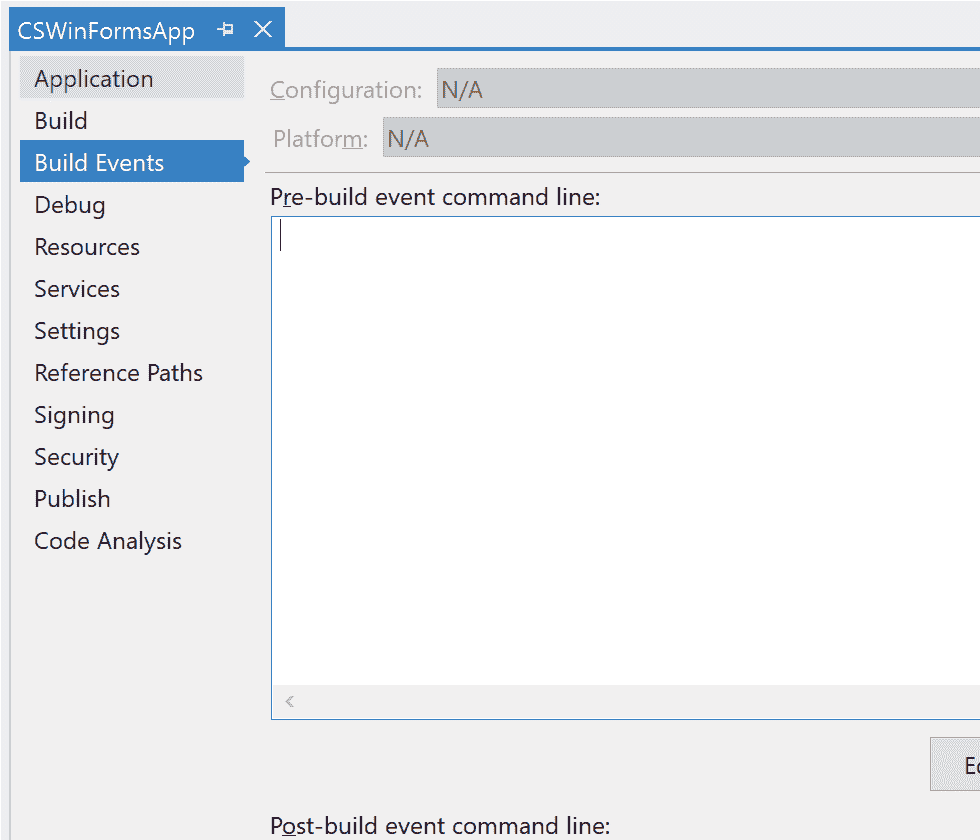 CSWinFormsApp
Application
Build
Build Events
Debug
Resources
Services
Settings
Reference Paths
Signing
Security
Publish
Code Analysis
Configuration: N/A
Platform: N/A
Pre-build event command line:
Post-build event command line: